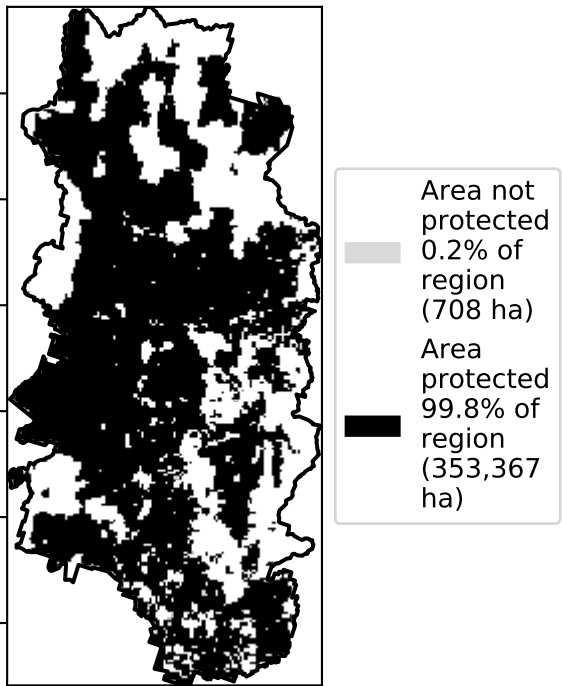 Area not
protected
0.2% of
region
(708 ha)
Area
protected
99.8% of
region
(353,367
ha)